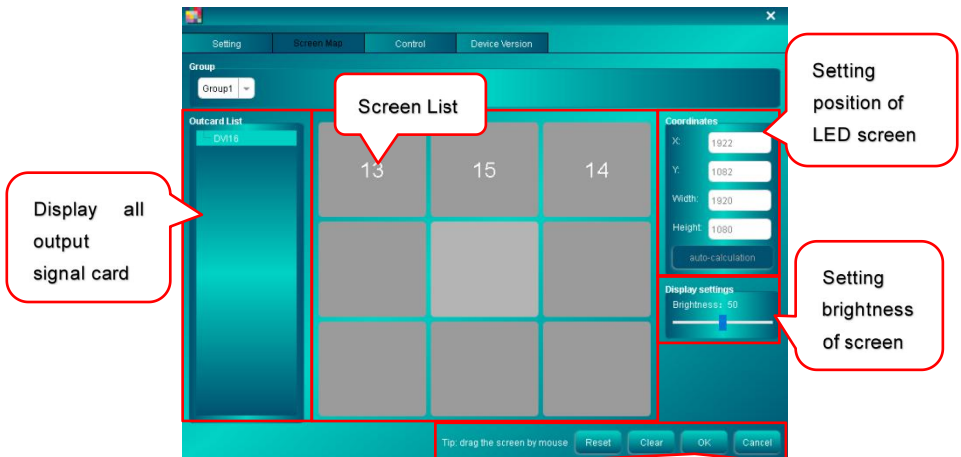 ×
Setting Screen Map Control Device Version
Group
Group1
Screen List
Setting
position of
LED screen
Outcard List
DVI16
Coordinates
X: 1922
Y: 1082
Width: 1920
Height: 1080
auto-calculation
13 15 14
Display all
output
signal card
Display settings
Brightness: 50
Setting
brightness
of screen
Tip: drag the screen by mouse Reset Clear OK Cancel